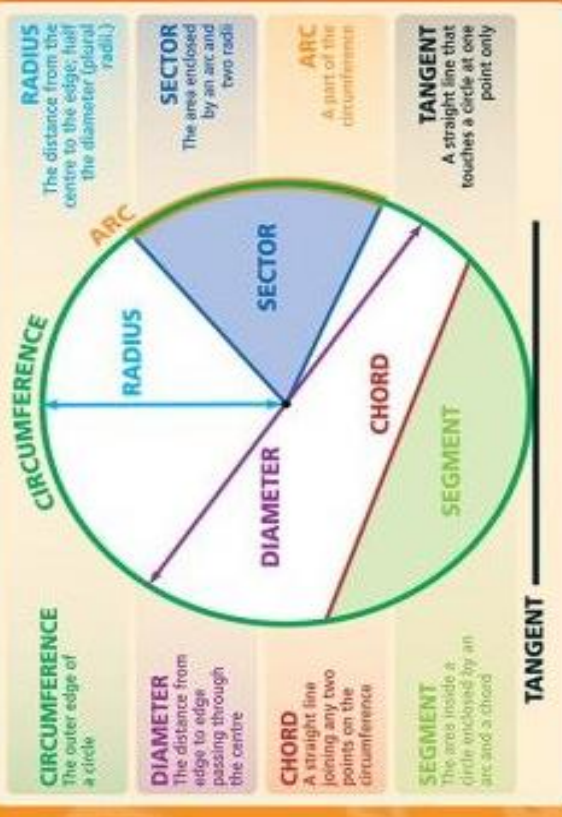 CIRCUMFERENCE
The outer edge of
a circle
DIAMETER
The distance from
edge to edge
passing through
the centre
CHORD
A straight line
joining any two
points on the
circumference
SEGMENT
The area inside a
circle enclosed by an
arc and a chord
CIRCUMFERENCE
ARC
RADIUS
SECTOR
DIAMETER
CHORD
SEGMENT
TANGENT
RADIUS
The distance from the
centre to the edge; half
the diameter (plural
radii.)
SECTOR
The area enclosed
by an arc and
two radii
ARC
A part of the
circumference
TANGENT
A straight line that
touches a circle at one
point only